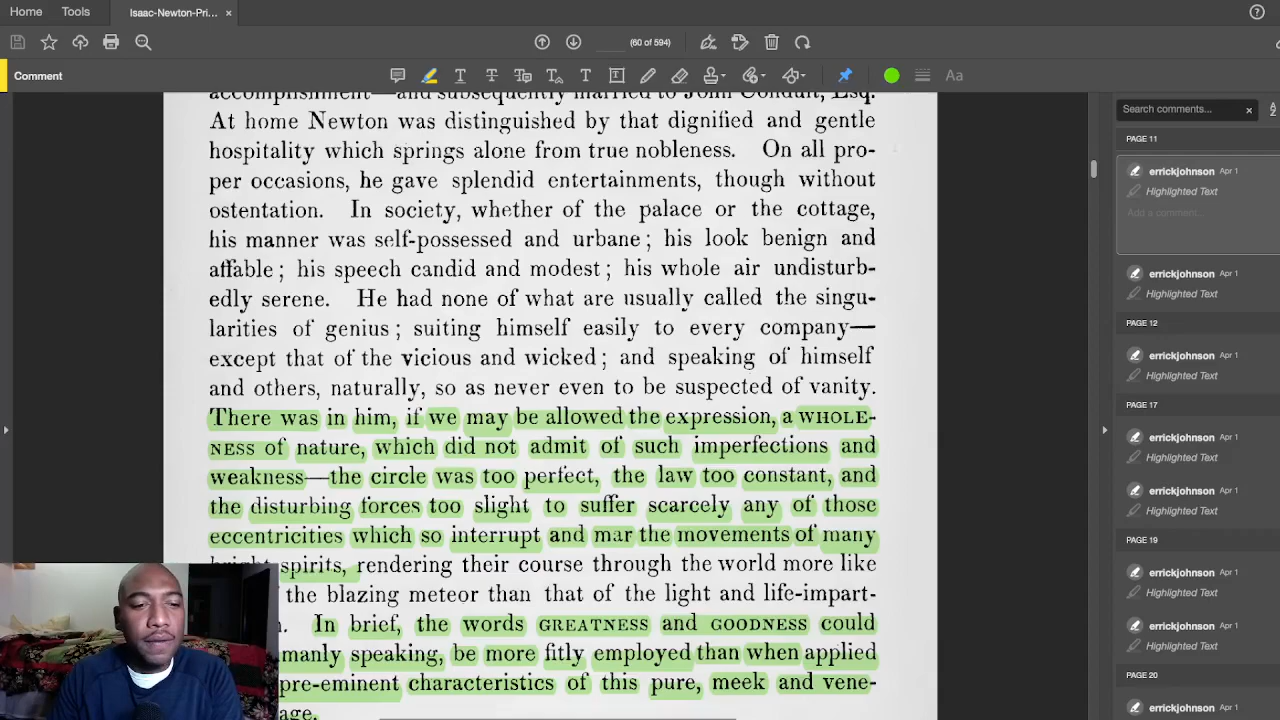 Home Tools Isaac-Newton-Pri... ×
(60 of 594)
Comment
Aa
accomplishment—and subsequently married to John Conduit, Esq.
At home Newton was distinguished by that dignified and gentle
hospitality which springs alone from true nobleness. On all pro-
per occasions, he gave splendid entertainments, though without
ostentation. In society, whether of the palace or the cottage,
his manner was self-possessed and urbane ; his look benign and
affable ; his speech candid and modest ; his whole air undisturb-
edly serene. He had none of what are usually called the singu-
larities of genius ; suiting himself easily to every company—
except that of the vicious and wicked ; and speaking of himself
and others, naturally, so as never even to be suspected of vanity.
There was in him, if we may be allowed the expression, a WHOLE-
NESS of nature, which did not admit of such imperfections and
weakness—the circle was too perfect, the law too constant, and
the disturbing forces too slight to suffer scarcely any of those
eccentricities which so interrupt and mar the movements of many
bright spirits, rendering their course through the world more like
the blazing meteor than that of the light and life-impart-
In brief, the words GREATNESS and GOODNESS could
manly speaking, be more fitly employed than when applied
pre-eminent characteristics of this pure, meek and vene-
age.
Search comments... ×
PAGE 11
errickjohnson Apr 1
Highlighted Text
Add a comment...
errickjohnson Apr 1
Highlighted Text
PAGE 12
errickjohnson Apr 1
Highlighted Text
PAGE 17
errickjohnson Apr 1
Highlighted Text
errickjohnson Apr 1
Highlighted Text
PAGE 19
errickjohnson Apr 1
Highlighted Text
errickjohnson Apr 1
Highlighted Text
PAGE 20
errickjohnson Apr 1